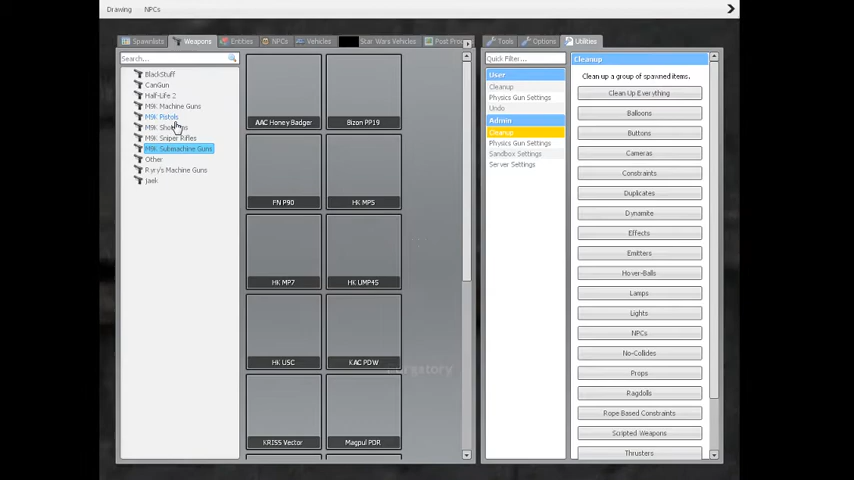 Drawing NPCs
Spawnlists Weapons Entities NPCs Vehicles Star Wars Vehicles Post Proc Tools Options Utilities
Search...
BlackStuff
CanGun
Half-Life 2
M9K Machine Guns
M9K Pistols
M9K Sniper Rifles
M9K Submachine Guns
Other
Ryry's Machine Guns
Jaek
AAC Honey Badger Bizon PP19
FN P90 HK MP5
HK MP7 HK UMP45
HK USC KAC PDW
KRISS Vector Magpul PDR
Quick Filter...
User
Cleanup
Physics Gun Settings
Undo
Admin
Cleanup
Physics Gun Settings
Sandbox Settings
Server Settings
Cleanup
Clean up a group of spawned items.
Clean Up Everything
Balloons
Buttons
Cameras
Constraints
Duplicates
Dynamite
Effects
Emitters
Hover-Balls
Lamps
Lights
NPCs
No-Collides
Props
Ragdolls
Rope Based Constraints
Scripted Weapons
Thrusters